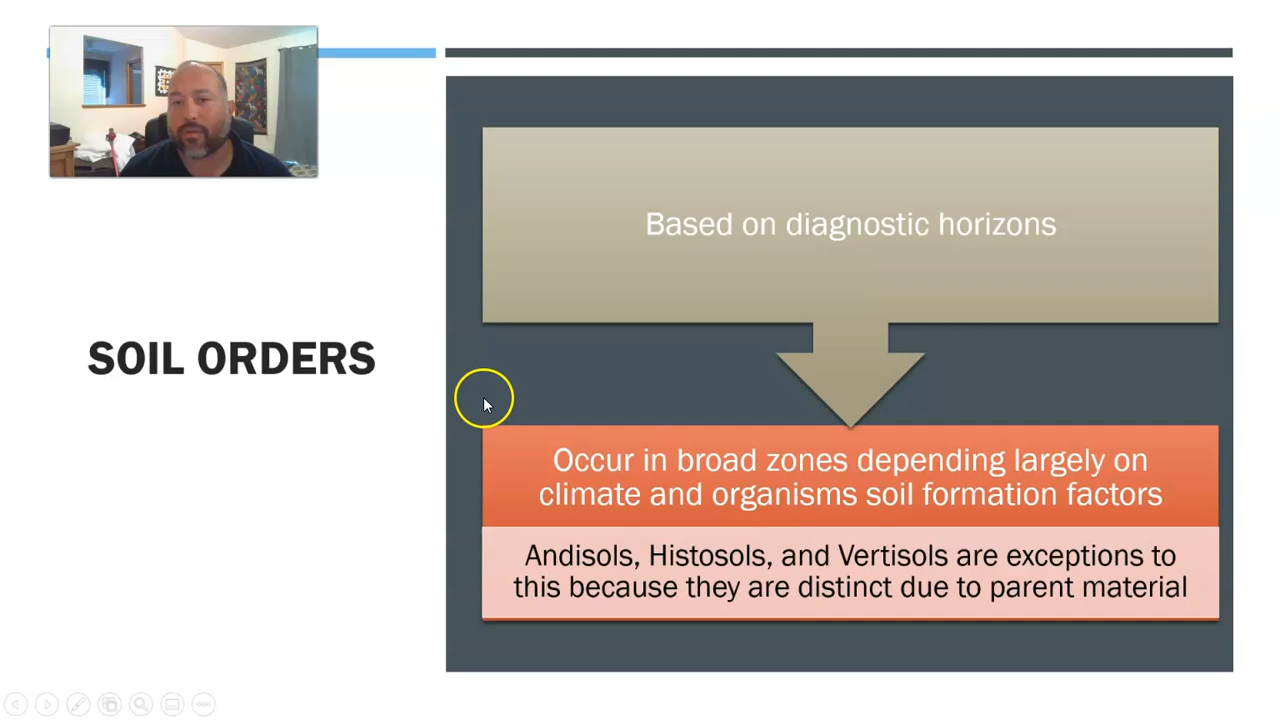 SOIL ORDERS
Based on diagnostic horizons
Occur in broad zones depending largely on
climate and organisms soil formation factors
Andisols, Histosols, and Vertisols are exceptions to
this because they are distinct due to parent material